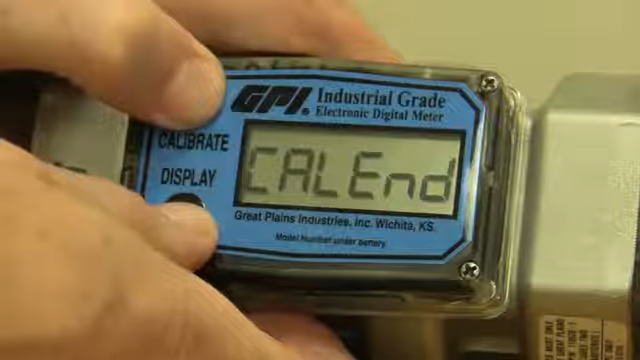 GPI® Industrial Grade
Electronic Digital Meter
CALIBRATE
DISPLAY
CALEnd
Great Plains Industries, Inc. Wichita, KS.
Model Number under battery.